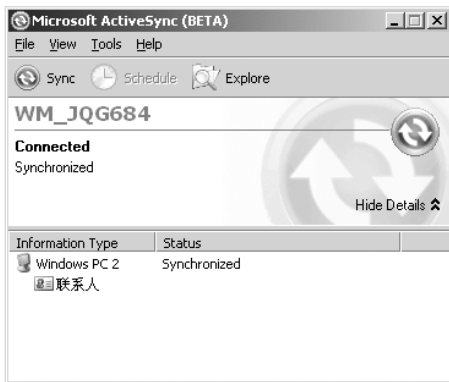 Microsoft ActiveSync (BETA)
File View Tools Help
Sync Schedule Explore
WM_JQG684
Connected
Synchronized
Hide Details
Information Type Status
Windows PC 2 Synchronized
联系人